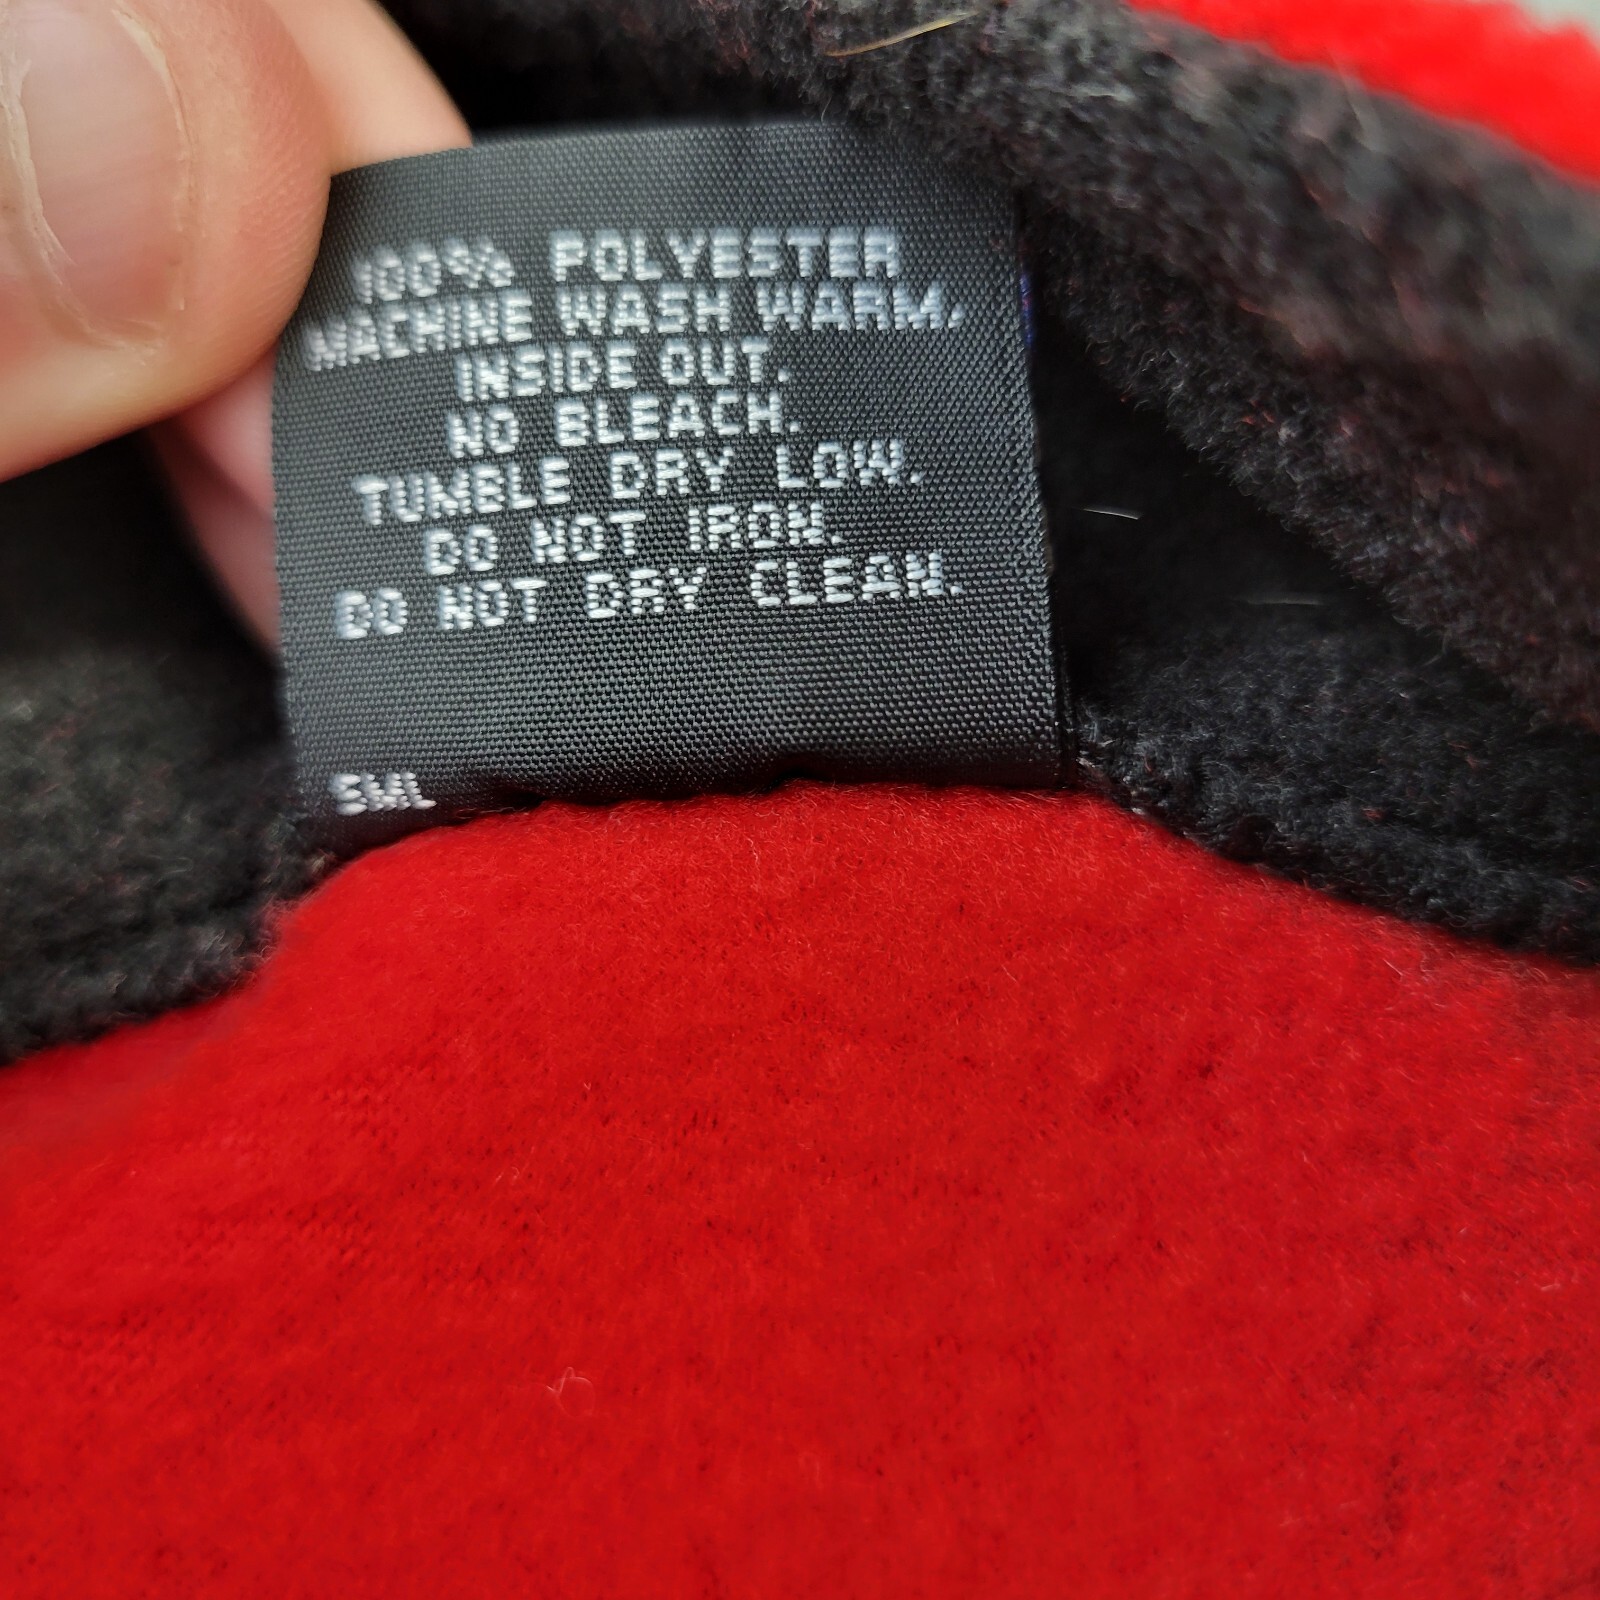 100% POLYESTER
MACHINE WASH WARM,
INSIDE OUT.
NO BLEACH.
TUMBLE DRY LOW.
DO NOT IRON.
DO NOT DRY CLEAN.
SML